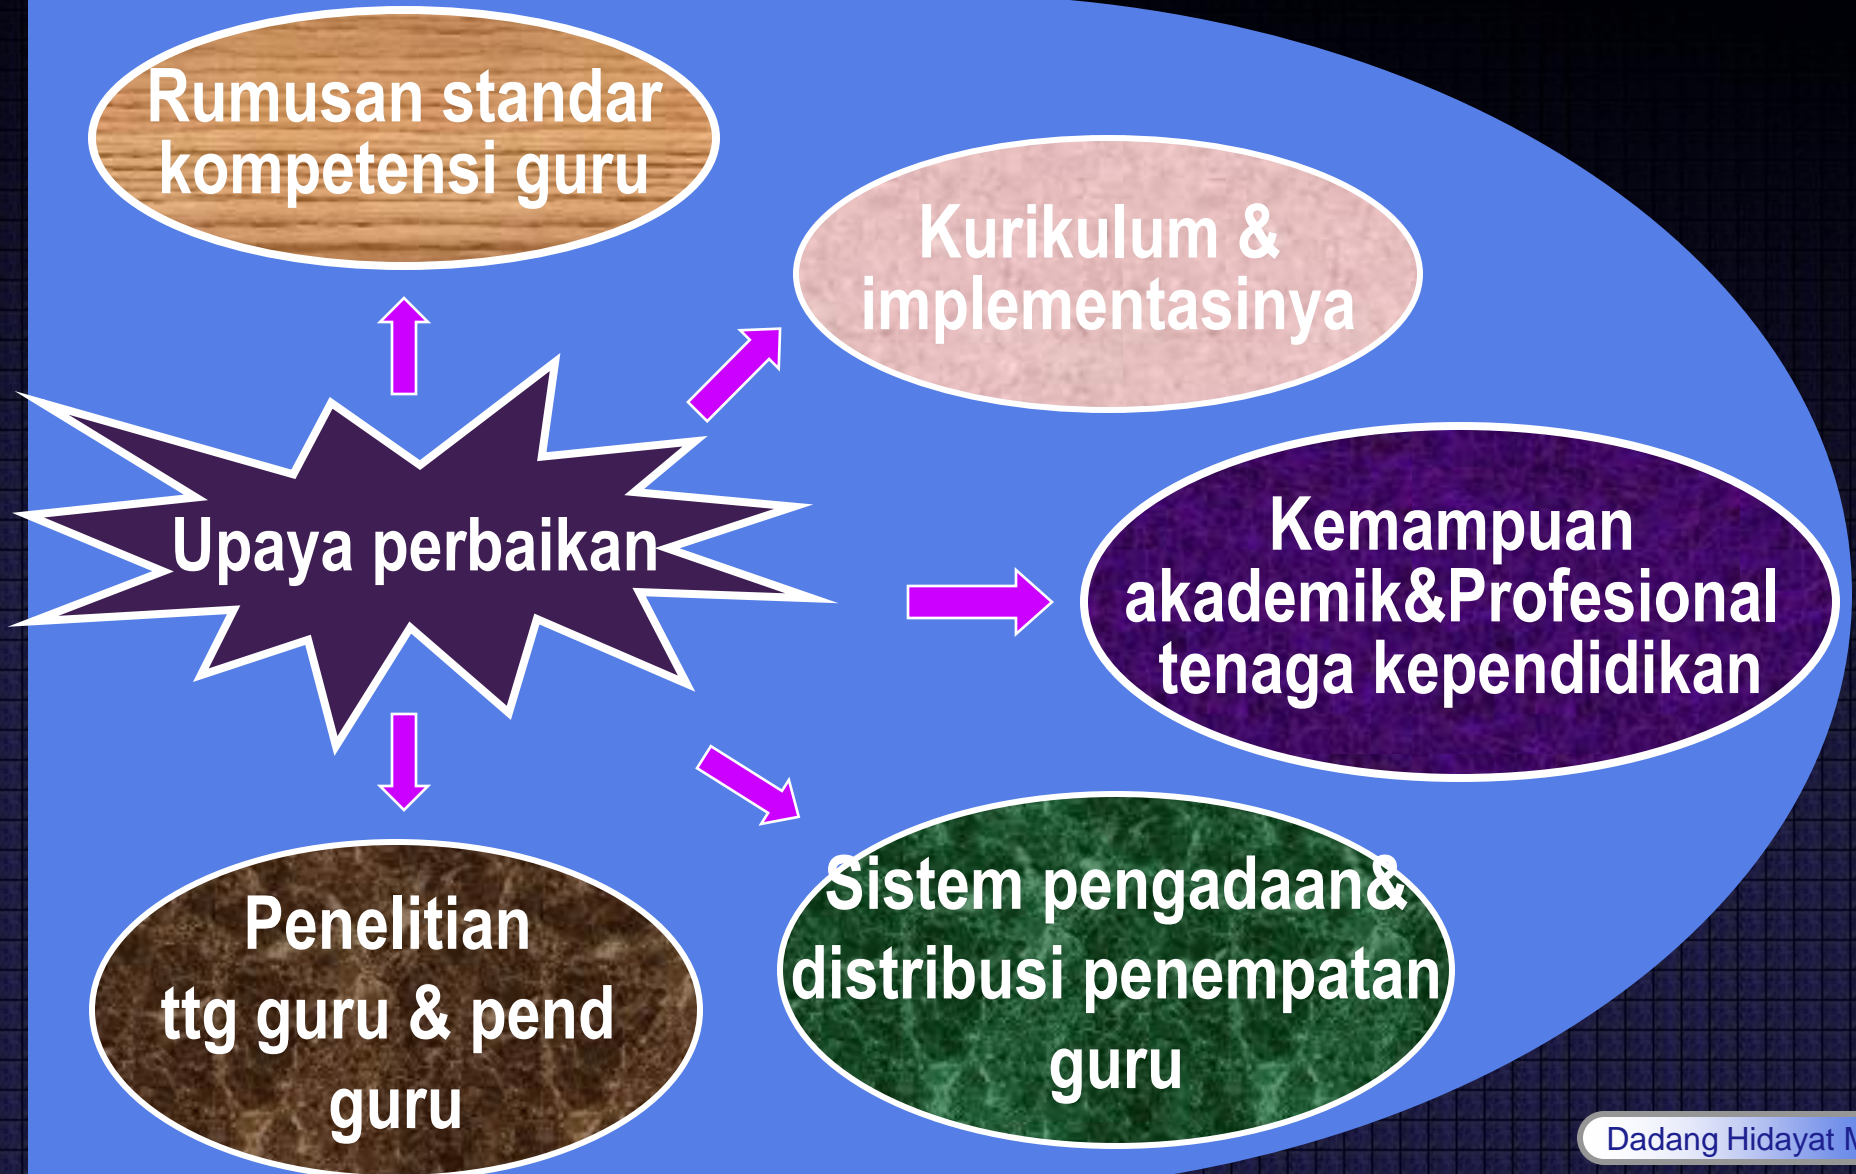 Rumusan standar
kompetensi guru
Kurikulum &
implementasinya
Upaya perbaikan
Kemampuan
akademik&Profesional
tenaga kependidikan
Sistem pengadaan&
distribusi penempatan
guru
Penelitian
ttg guru & pend
guru
Dadang Hidayat M